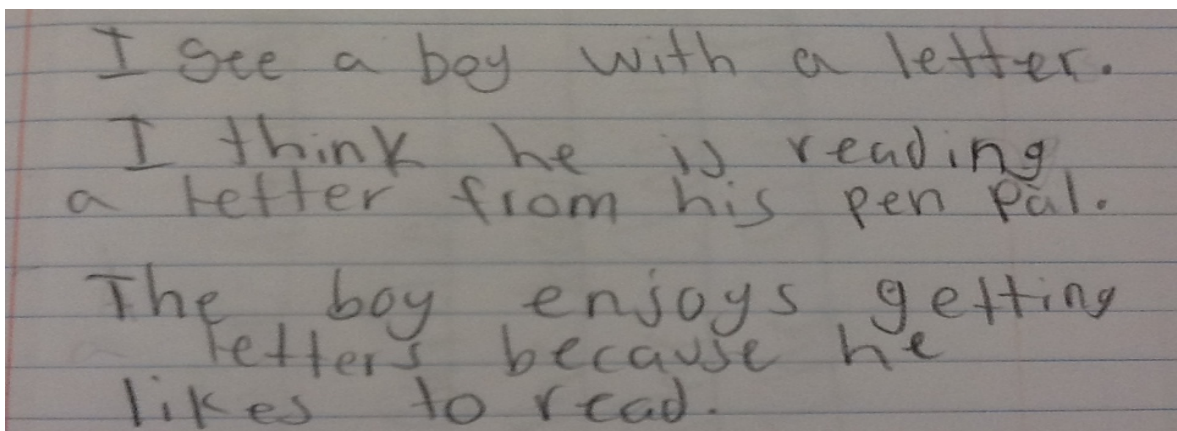 I see a boy with a letter.
I think he is reading
a letter from his pen pal.
The boy enjoys getting
letters because he
likes to read.